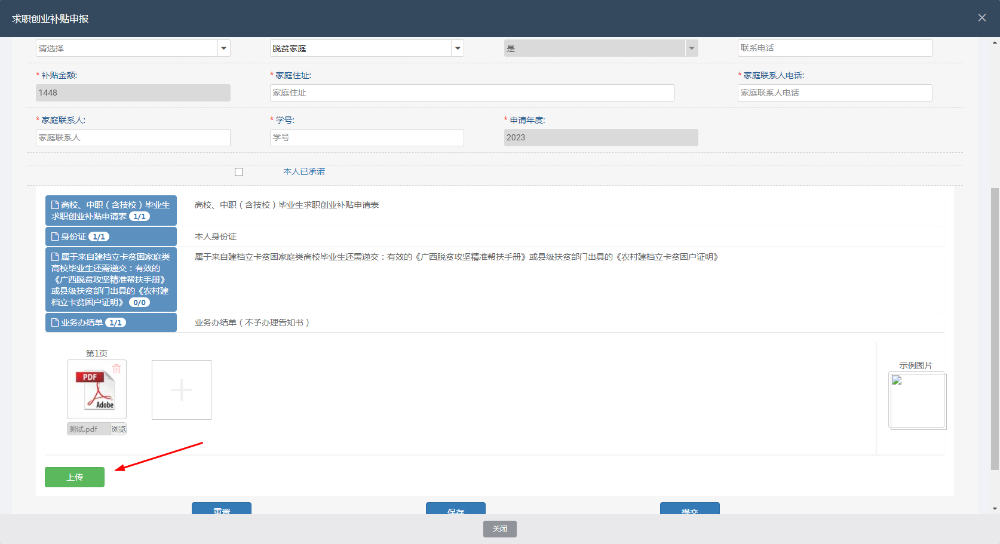 求职创业补贴申报
请选择
脱贫家庭
是
联系电话
* 补贴金额:
* 家庭住址:
* 家庭联系人电话:
1448
家庭住址
家庭联系人电话
* 家庭联系人:
* 学号:
* 申请年度:
家庭联系人
学号
2023
本人已承诺
高校、中职（含技校）毕业生
求职创业补贴申请表 1/1
高校、中职（含技校）毕业生求职创业补贴申请表
身份证 1/1
本人身份证
属于来自建档立卡贫困家庭类
高校毕业生还需递交：有效的
《广西脱贫攻坚精准帮扶手册》
或县级扶贫部门出具的《农村建
档立卡贫困户证明》 0/0
属于来自建档立卡贫困家庭类高校毕业生还需递交：有效的《广西脱贫攻坚精准帮扶手册》或县级扶贫部门出具的《农村建档立卡贫困户证明》
业务办结单 1/1
业务办结单（不予办理告知书）
第1页
PDF
Adobe
测试.pdf
浏览
示例图片
上传
重置
保存
提交
关闭